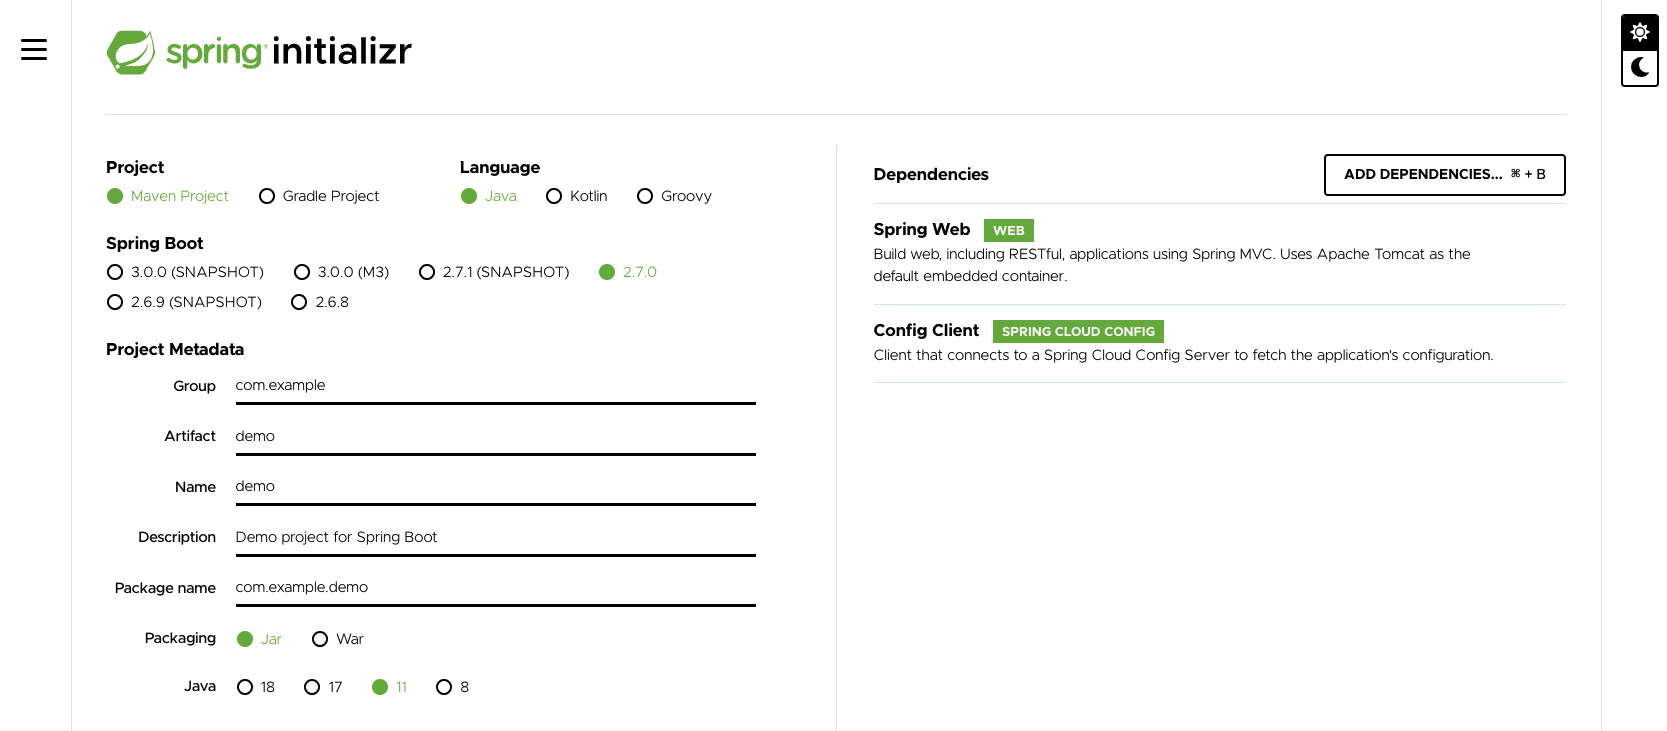 spring initializr
Project
Maven Project Gradle Project
Language
Java Kotlin Groovy
Spring Boot
3.0.0 (SNAPSHOT) 3.0.0 (M3) 2.7.1 (SNAPSHOT) 2.7.0
2.6.9 (SNAPSHOT) 2.6.8
Project Metadata
Group com.example
Artifact demo
Name demo
Description Demo project for Spring Boot
Package name com.example.demo
Packaging Jar War
Java 18 17 11 8
Dependencies ADD DEPENDENCIES... ⌘ + B
Spring Web WEB
Build web, including RESTful, applications using Spring MVC. Uses Apache Tomcat as the
default embedded container.
Config Client SPRING CLOUD CONFIG
Client that connects to a Spring Cloud Config Server to fetch the application's configuration.